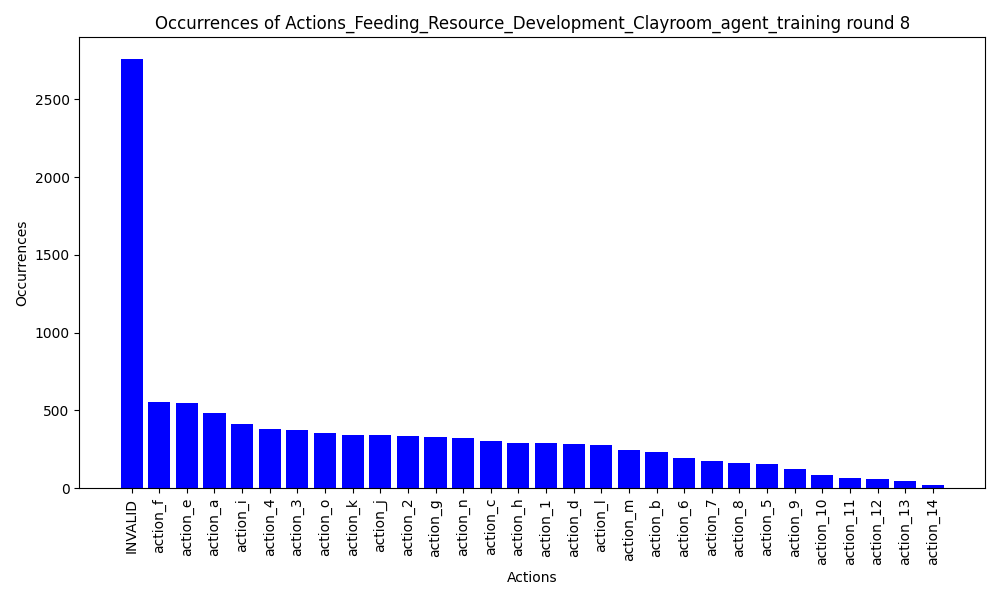 Occurrences of Actions_Feeding_Resource_Development_Clayroom_agent_training round 8
Occurrences
2500
2000
1500
1000
500
0
INVALID
action_f
action_e
action_a
action_i
action_4
action_3
action_o
action_k
action_j
action_2
action_g
action_n
action_c
action_h
action_1
action_d
action_l
action_m
action_b
action_6
action_7
action_8
action_5
action_9
action_10
action_11
action_12
action_13
action_14
Actions